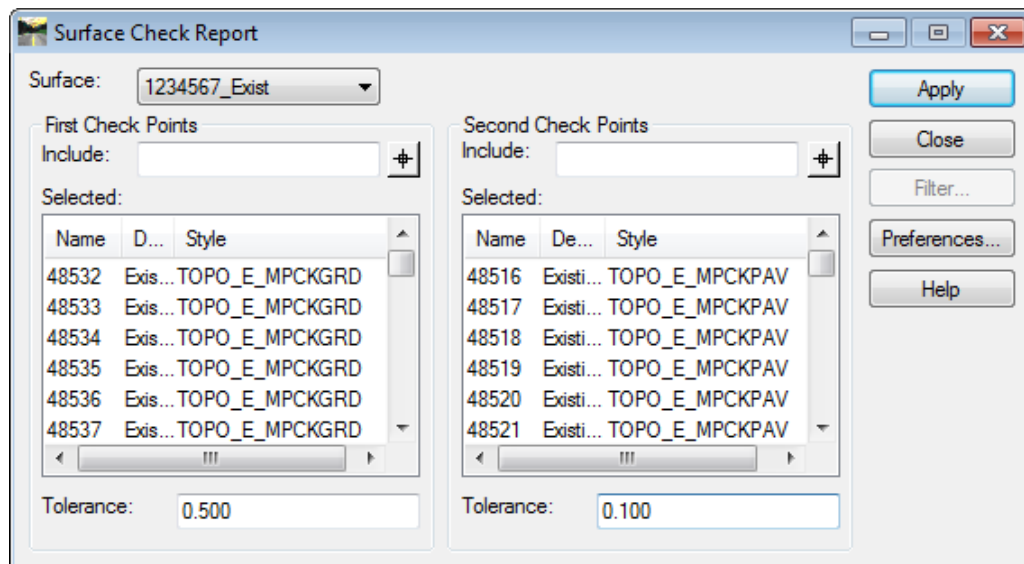 Surface Check Report
Surface: 1234567_Exist
First Check Points
Include:
Selected:
Name D... Style
48532 Exis... TOPO_E_MPCKGRD
48533 Exis... TOPO_E_MPCKGRD
48534 Exis... TOPO_E_MPCKGRD
48535 Exis... TOPO_E_MPCKGRD
48536 Exis... TOPO_E_MPCKGRD
48537 Exis... TOPO_E_MPCKGRD
Tolerance: 0.500
Second Check Points
Include:
Selected:
Name De... Style
48516 Existi... TOPO_E_MPCKPAV
48517 Existi... TOPO_E_MPCKPAV
48518 Existi... TOPO_E_MPCKPAV
48519 Existi... TOPO_E_MPCKPAV
48520 Existi... TOPO_E_MPCKPAV
48521 Existi... TOPO_E_MPCKPAV
Tolerance: 0.100
Apply
Close
Filter...
Preferences...
Help